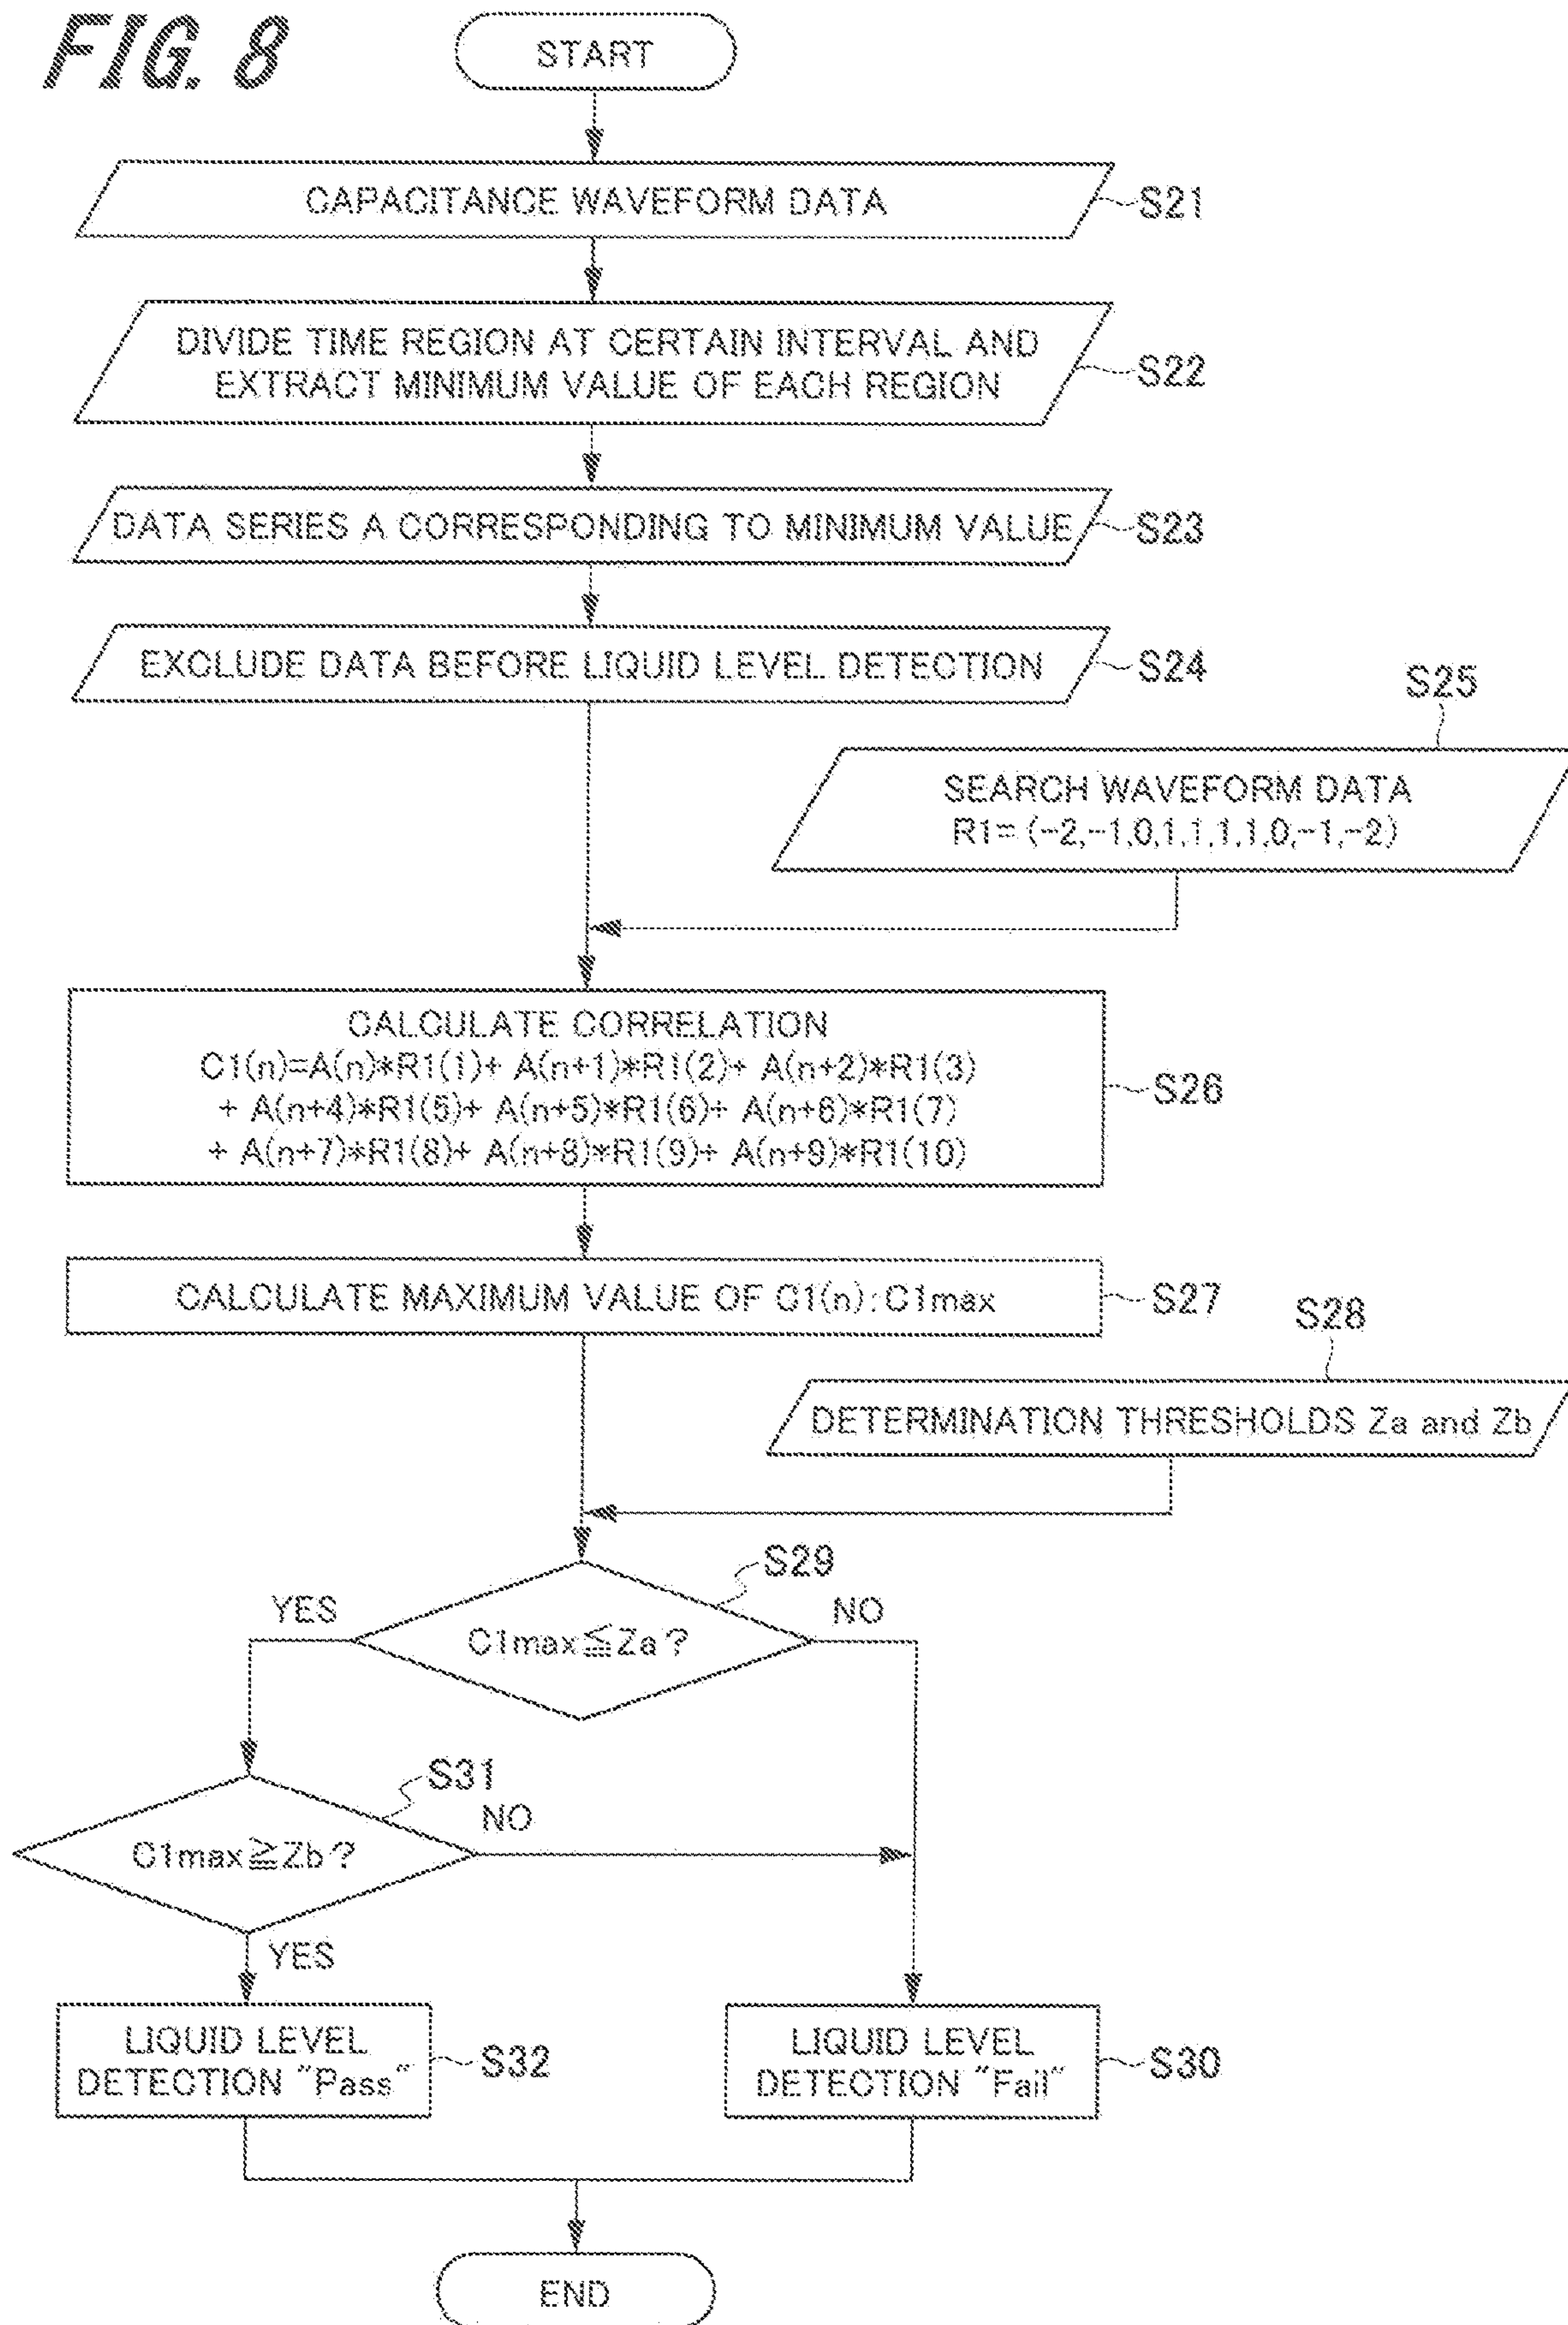 FIG. 8
START
CAPACITANCE WAVEFORM DATA
S21
DIVIDE TIME REGION AT CERTAIN INTERVAL AND
EXTRACT MINIMUM VALUE OF EACH REGION
S22
DATA SERIES A CORRESPONDING TO MINIMUM VALUE
S23
EXCLUDE DATA BEFORE LIQUID LEVEL DETECTION
S24
S25
SEARCH WAVEFORM DATA
R1= (-2,-1,0,1,1,1,1,0,-1,-2)
CALCULATE CORRELATION
C1(n)=A(n)*R1(1)+ A(n+1)*R1(2)+ A(n+2)*R1(3)
+ A(n+4)*R1(5)+ A(n+5)*R1(6)+ A(n+6)*R1(7)
+ A(n+7)*R1(8)+ A(n+8)*R1(9)+ A(n+9)*R1(10)
S26
CALCULATE MAXIMUM VALUE OF C1(n):C1max
S27
S28
DETERMINATION THRESHOLDS Za and Zb
S29
YES
NO
C1max≦Za?
S31
NO
C1max≧Zb?
YES
LIQUID LEVEL
DETECTION "Pass"
S32
LIQUID LEVEL
DETECTION "Fail"
S30
END